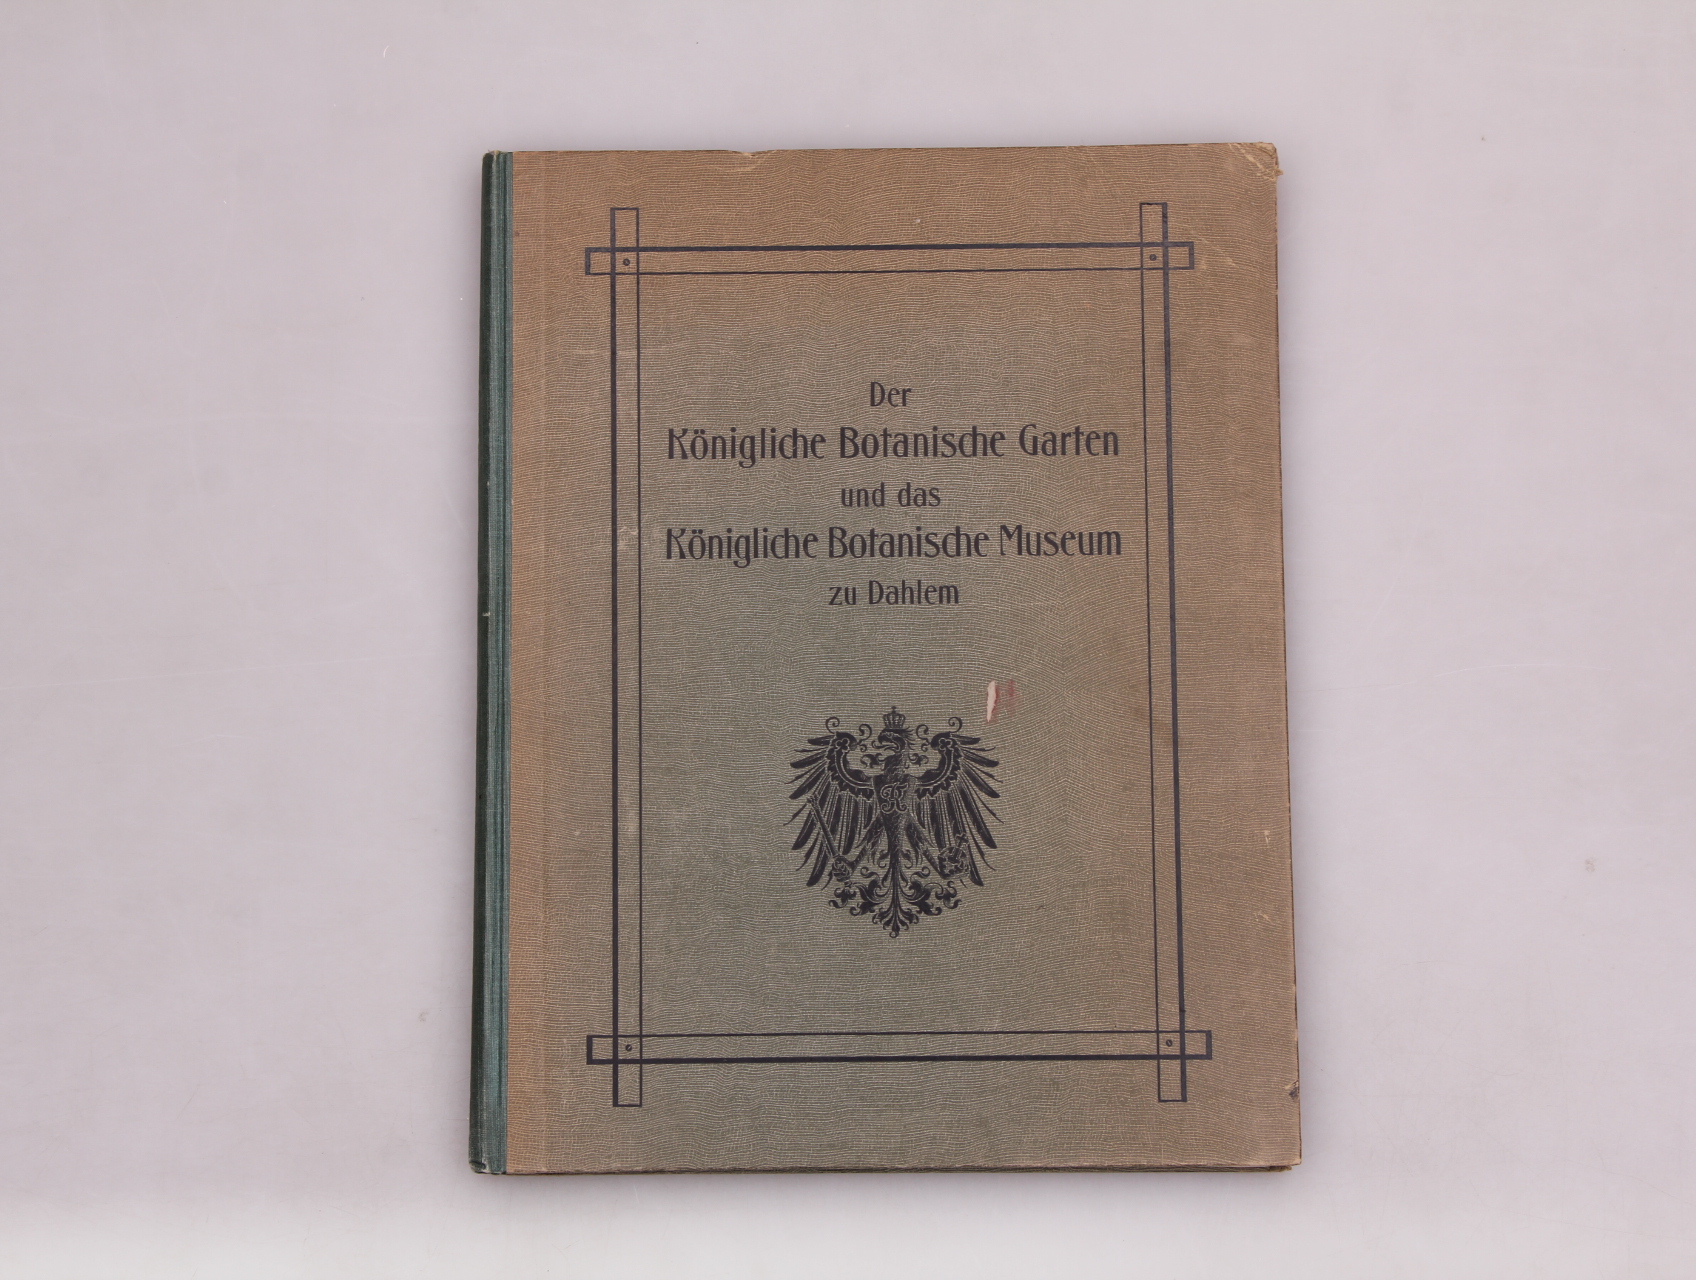 Der
Königliche Botanische Garten
und das
Königliche Botanische Museum
zu Dahlem